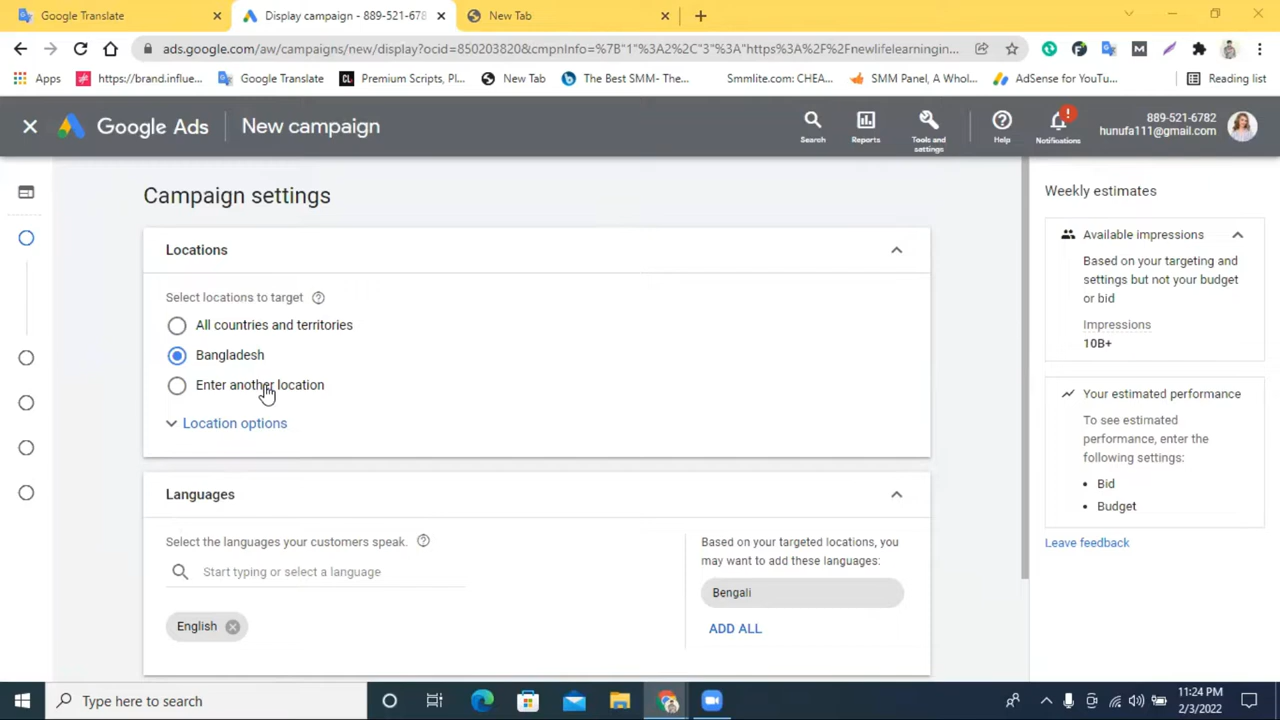 Google Translate
Display campaign - 889-521-678
New Tab
ads.google.com/aw/campaigns/new/display?ocid=850203820&cmpnInfo=%7B"1"%3A2%2C"3"%3A"https%3A%2F%2Fnewlifelearningin...
Apps
https://brand.influe...
Google Translate
Premium Scripts, Pl...
New Tab
The Best SMM- The...
Smmlite.com: CHEA...
SMM Panel, A Whol...
AdSense for YouTu...
Reading list
Google Ads
New campaign
Search
Reports
Tools and
settings
Help
Notifications
889-521-6782
hunufa111@gmail.com
Campaign settings
Locations
Select locations to target
All countries and territories
Bangladesh
Enter another location
Location options
Languages
Select the languages your customers speak.
Start typing or select a language
English
Based on your targeted locations, you
may want to add these languages:
Bengali
ADD ALL
Weekly estimates
Available impressions
Based on your targeting and
settings but not your budget
or bid
Impressions
10B+
Your estimated performance
To see estimated
performance, enter the
following settings:
• Bid
• Budget
Leave feedback
Type here to search
11:24 PM
2/3/2022